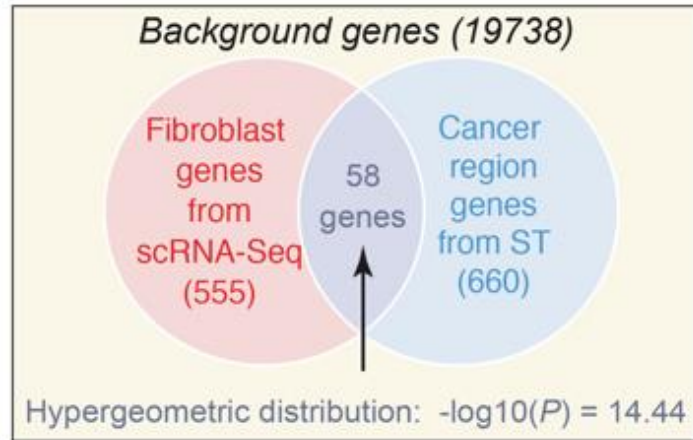 Background genes (19738)
Fibroblast
genes
from
scRNA-Seq
(555)
58
genes
Cancer
region
genes
from ST
(660)
Hypergeometric distribution: -log10(P) = 14.44